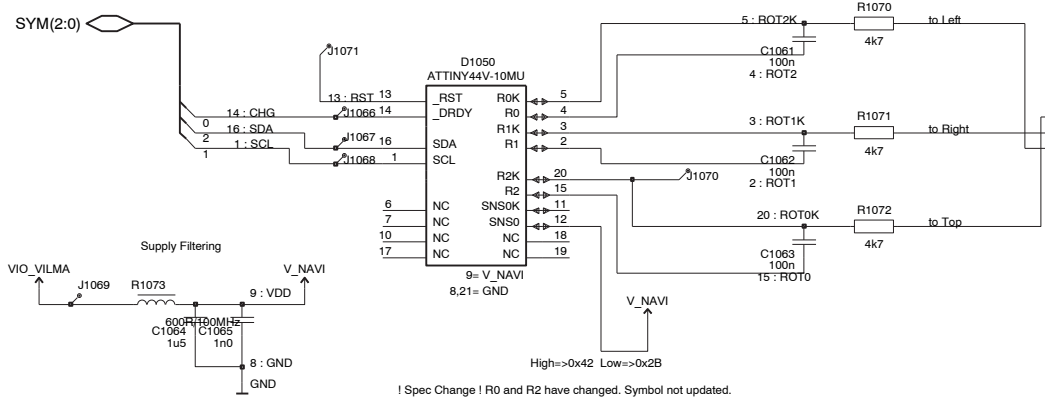 SYM(2:0)
J1071
13 : RST 13
14 : CHG
0
J1066 14
16 : SDA
2
J1067 16
1 : SCL
1
J1068
1
D1050
ATTINY44V-10MU
_RST
_DRDY
SDA
SCL
NC
NC
NC
NC
6
7
10
17
R0K
R0
R1K
R1
R2K
R2
SNS0K
SNS0
NC
NC
5
4
3
2
20
15
11
12
18
19
9= V_NAVI
8,21= GND
5 : ROT2K
R1070
4k7
to Left
C1061
100n
4 : ROT2
3 : ROT1K
R1071
4k7
to Right
C1062
100n
2 : ROT1
J1070
20 : ROT0K
R1072
4k7
to Top
C1063
100n
15 : ROT0
V_NAVI
High=>0x42 Low=>0x2B
Supply Filtering
VIO_VILMA
J1069
R1073
600R/100MHz
9 : VDD
V_NAVI
C1064
1u5
C1065
1n0
8 : GND
GND
! Spec Change ! R0 and R2 have changed. Symbol not updated.